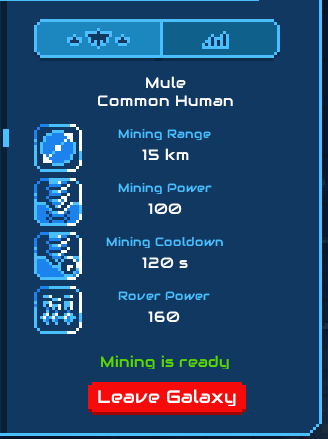 Mule
Common Human
Mining Range
15 km
Mining Power
100
Mining Cooldown
120 s
Rover Power
160
Mining is ready
Leave Galaxy